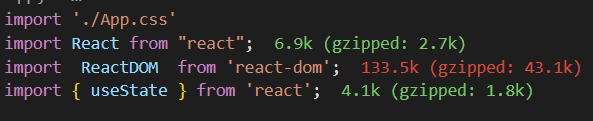 import './App.css'
import React from "react";  6.9k (gzipped: 2.7k)
import  ReactDOM  from 'react-dom';  133.5k (gzipped: 43.1k)
import { useState } from 'react';  4.1k (gzipped: 1.8k)